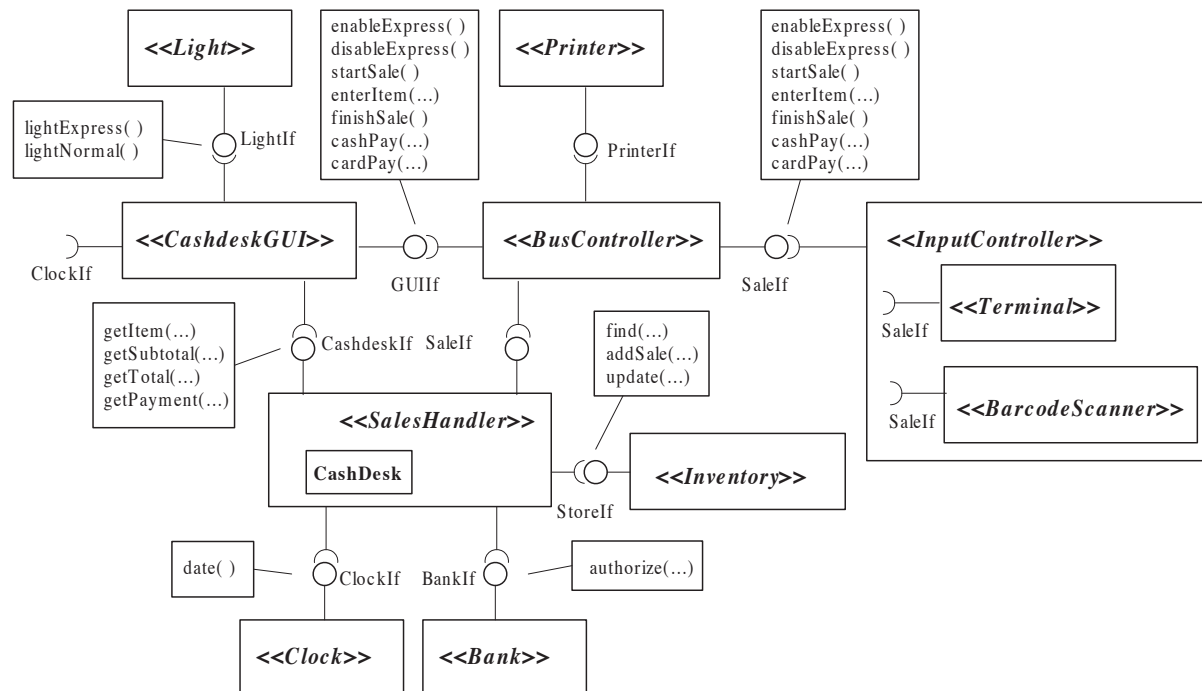 <<Light>>
enableExpress( )
disableExpress( )
startSale( )
enterItem(...)
finishSale( )
cashPay(...)
cardPay(...)
<<Printer>>
enableExpress( )
disableExpress( )
startSale( )
enterItem(...)
finishSale( )
cashPay(...)
cardPay(...)
lightExpress( )
lightNormal( )
LightIf
PrinterIf
<<CashdeskGUI>>
<<BusController>>
<<InputController>>
ClockIf
GUIIf
SaleIf
<<Terminal>>
SaleIf
getItem(...)
getSubtotal(...)
getTotal(...)
getPayment(...)
CashdeskIf
SaleIf
find(...)
addSale(...)
update(...)
<<BarcodeScanner>>
SaleIf
<<SalesHandler>>
CashDesk
<<Inventory>>
StoreIf
date( )
ClockIf
BankIf
authorize(...)
<<Clock>>
<<Bank>>